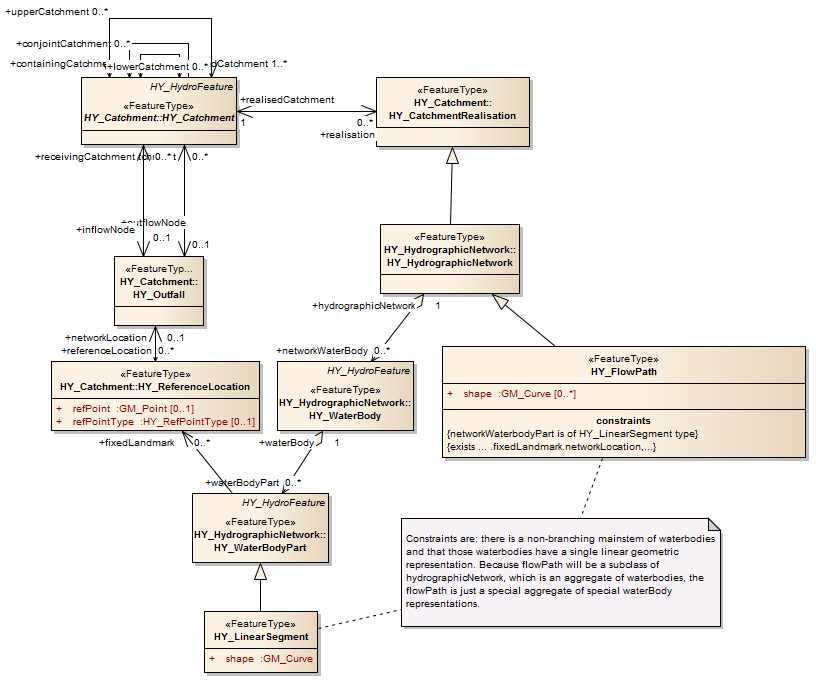 +upperCatchment 0..*
+conjointCatchment 0..*
+containingCatchme
+lowerCatchment 0..*
dCatchment 1..*
HY_HydroFeature
«FeatureType»
HY_Catchment::HY_Catchment
+realisedCatchment
1
0..*
+realisation
«FeatureType»
HY_Catchment::
HY_CatchmentRealisation
+receivingCatchment
0..*
0..*
+inflowNode
0..1
outflowNode
0..1
«FeatureTyp...
HY_Catchment::
HY_Outfall
«FeatureType»
HY_HydrographicNetwork::
HY_HydrographicNetwork
+hydrographicNetwork
1
+networkLocation
0..1
+referenceLocation
0..*
+networkWaterBody
0..*
«FeatureType»
HY_Catchment::HY_ReferenceLocation
+ refPoint :GM_Point [0..1]
+ refPointType :HY_RefPointType [0..1]
HY_HydroFeature
«FeatureType»
HY_HydrographicNetwork::
HY_WaterBody
«FeatureType»
HY_FlowPath
+ shape :GM_Curve [0..*]
constraints
{networkWaterbodyPart is of HY_LinearSegment type}
{exists ... .fixedLandmark.networkLocation,...}
+fixedLandmark
0..*
+waterBody
1
+waterBodyPart
0..*
HY_HydroFeature
«FeatureType»
HY_HydrographicNetwork::
HY_WaterBodyPart
Constraints are: there is a non-branching mainstem of waterbodies
and that those waterbodies have a single linear geometric
representation. Because flowPath will be a subclass of
hydrographicNetwork, which is an aggregate of waterbodies, the
flowPath is just a special aggregate of special waterBody
representations.
«FeatureType»
HY_LinearSegment
+ shape :GM_Curve